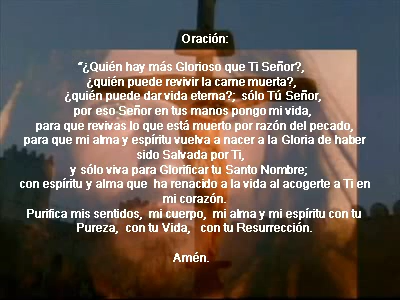 Oración:
“¿Quién hay más Glorioso que Ti Señor?,
¿quién puede revivir la carne muerta?,
¿quién puede dar vida eterna?; sólo Tú Señor,
por eso Señor en tus manos pongo mi vida,
para que revivas lo que está muerto por razón del pecado,
para que mi alma y espíritu vuelva a nacer a la Gloria de haber
sido Salvada por Ti,
y sólo viva para Glorificar tu Santo Nombre;
con espíritu y alma que ha renacido a la vida al acogerte a Ti en
mi corazón.
Purifica mis sentidos, mi cuerpo, mi alma y mi espíritu con tu
Pureza, con tu Vida, con tu Resurrección.
Amén.